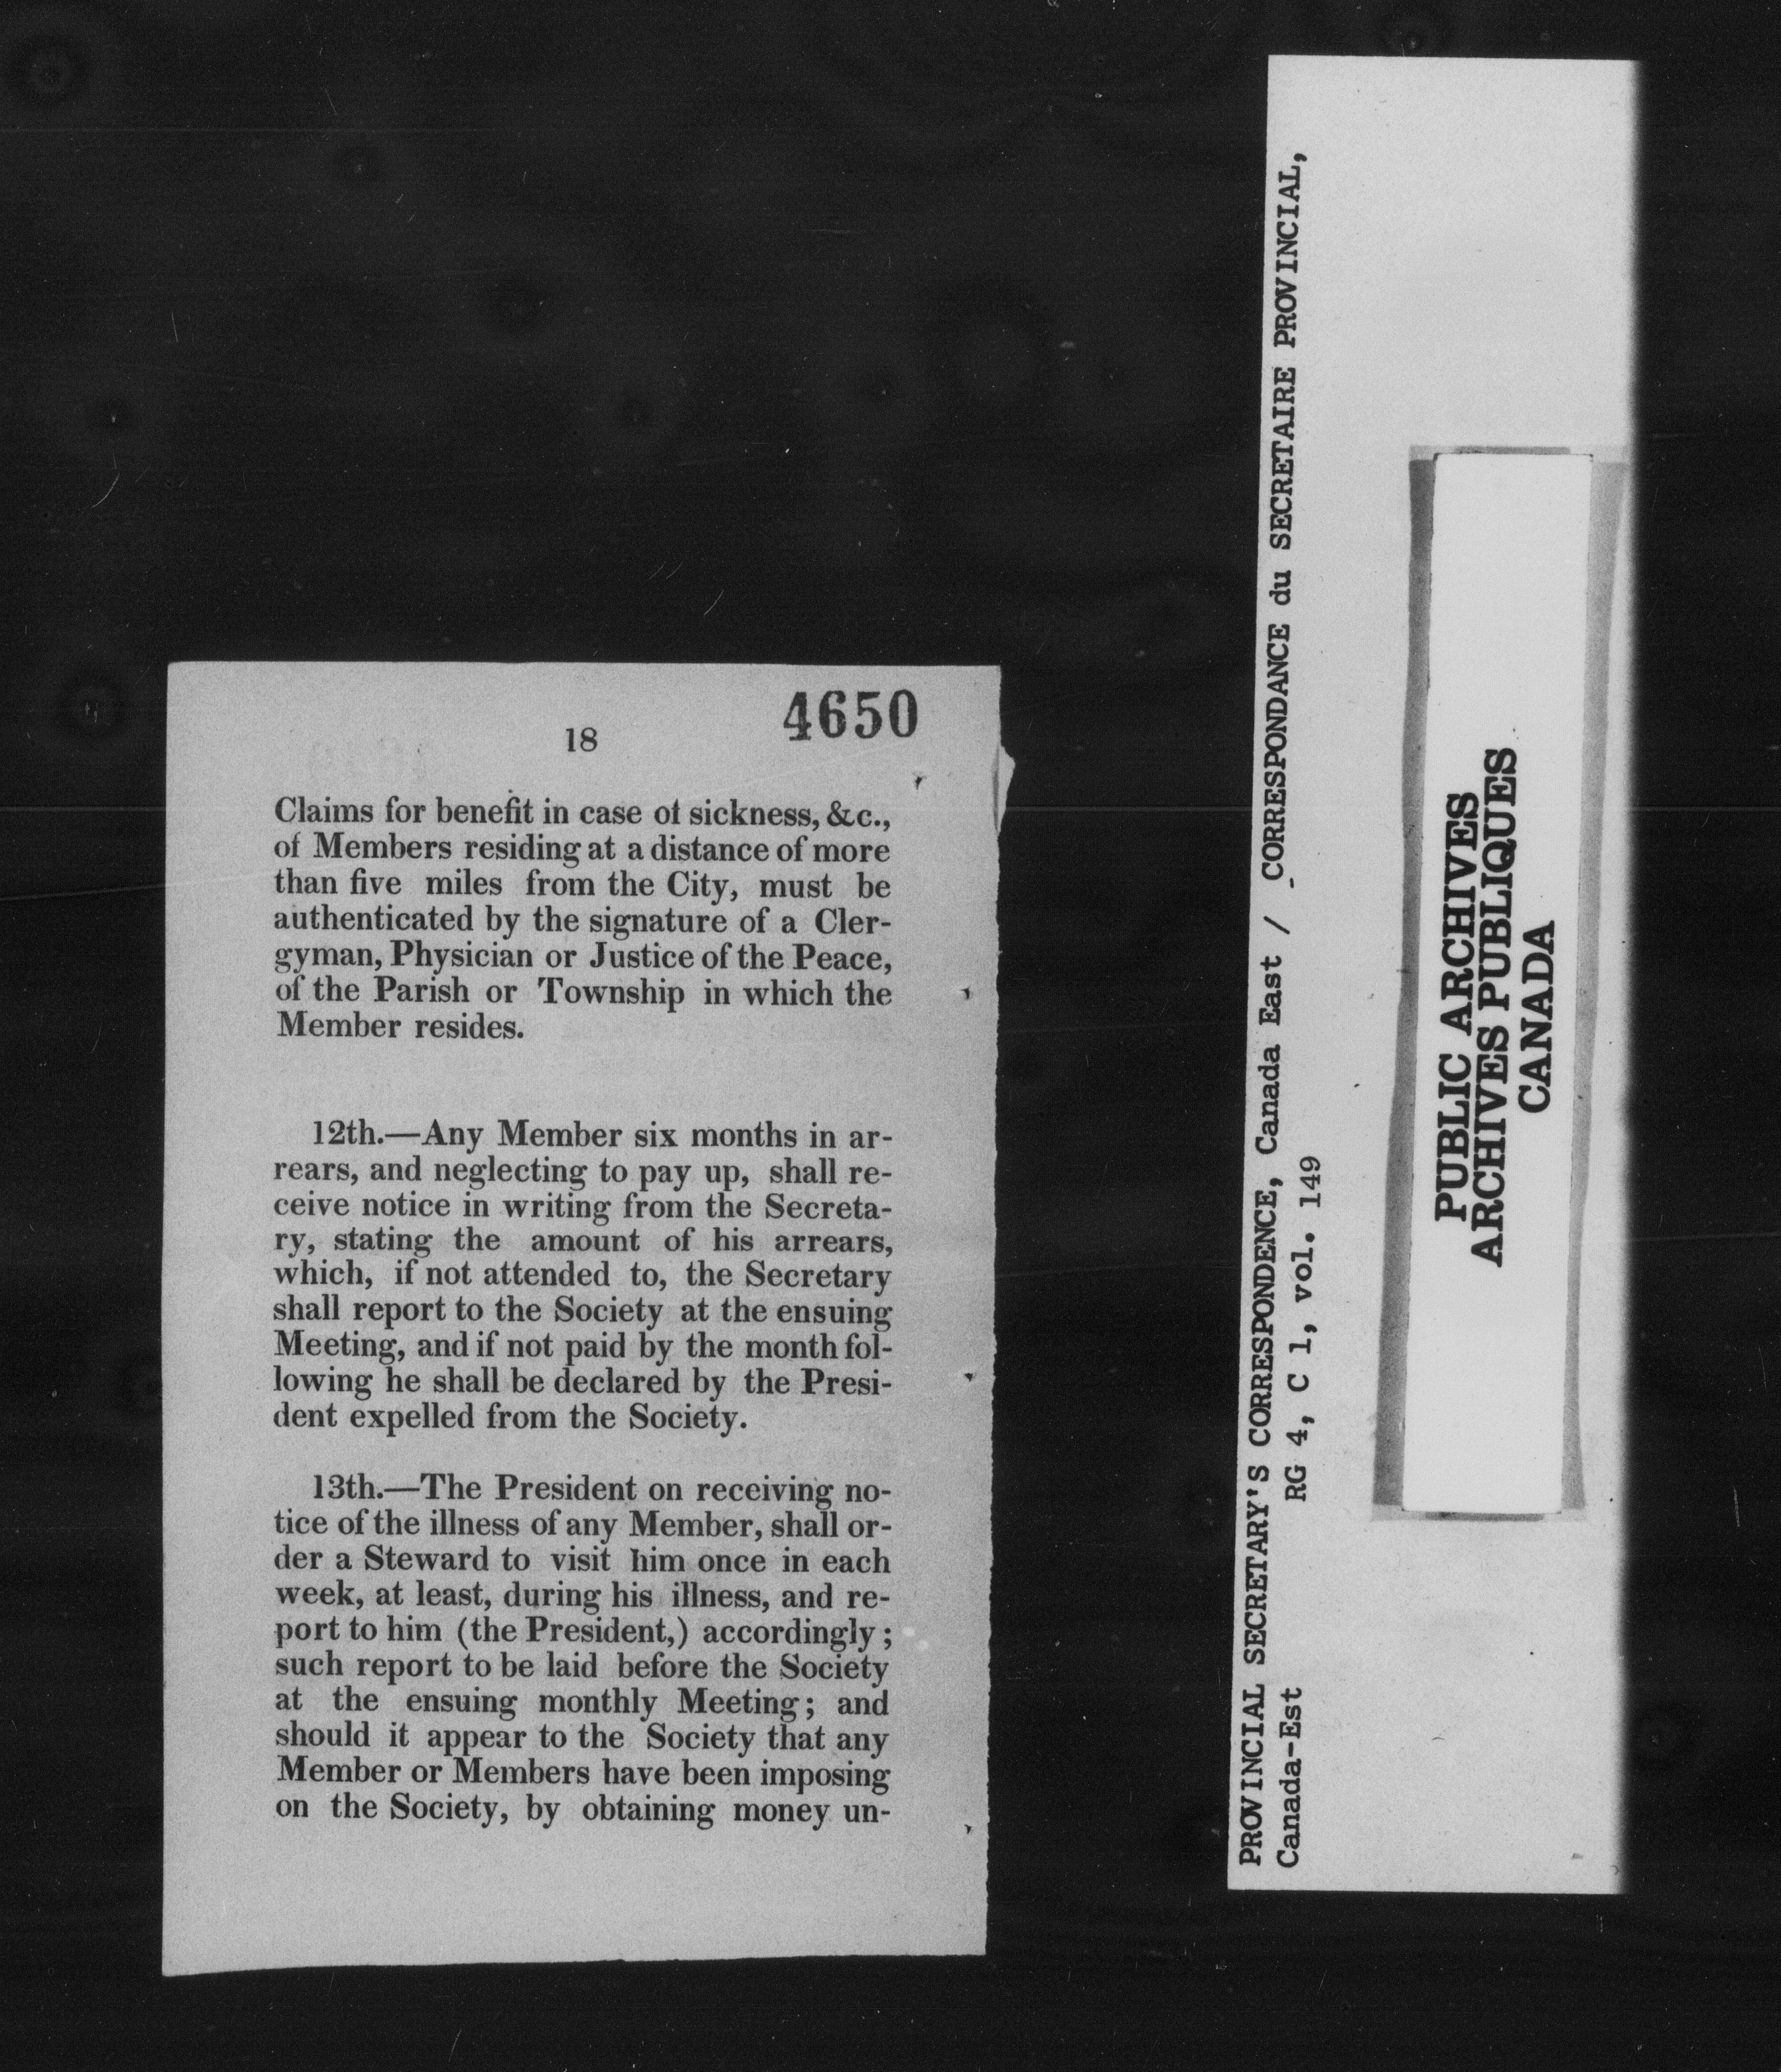 4650
18
Claims for benefit in case of sickness, &c.,
of Members residing at a distance of more
than five miles from the City, must be
authenticated by the signature of a Cler-
gyman, Physician or Justice of the Peace,
of the Parish or Township in which the
Member resides.
12th.—Any Member six months in ar-
rears, and neglecting to pay up, shall re-
ceive notice in writing from the Secreta-
ry, stating the amount of his arrears,
which, if not attended to, the Secretary
shall report to the Society at the ensuing
Meeting, and if not paid by the month fol-
lowing he shall be declared by the Presi-
dent expelled from the Society.
13th.—The President on receiving no-
tice of the illness of any Member, shall or-
der a Steward to visit him once in each
week, at least, during his illness, and re-
port to him (the President,) accordingly;
such report to be laid before the Society
at the ensuing monthly Meeting; and
should it appear to the Society that any
Member or Members have been imposing
on the Society, by obtaining money un-
PROVINCIAL SECRETARY'S CORRESPONDENCE, Canada East / CORRESPONDANCE du SECRETAIRE PROVINCIAL,
Canada-Est RG 4, C 1, vol. 149
PUBLIC ARCHIVES
ARCHIVES PUBLIQUES
CANADA